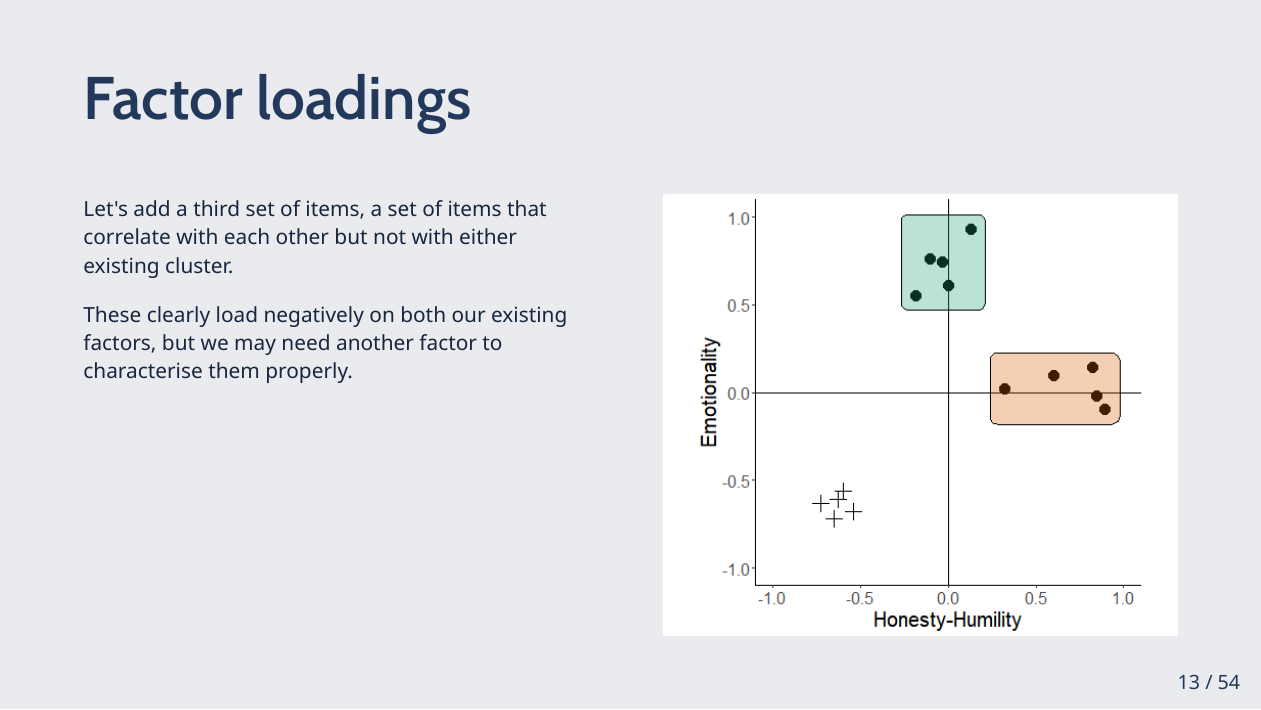 Factor loadings
Let's add a third set of items, a set of items that
correlate with each other but not with either
existing cluster.
These clearly load negatively on both our existing
factors, but we may need another factor to
characterise them properly.
1.0
0.5
0.0
-0.5
-1.0
Emotionality
-1.0 -0.5 0.0 0.5 1.0
Honesty-Humility
13 / 54